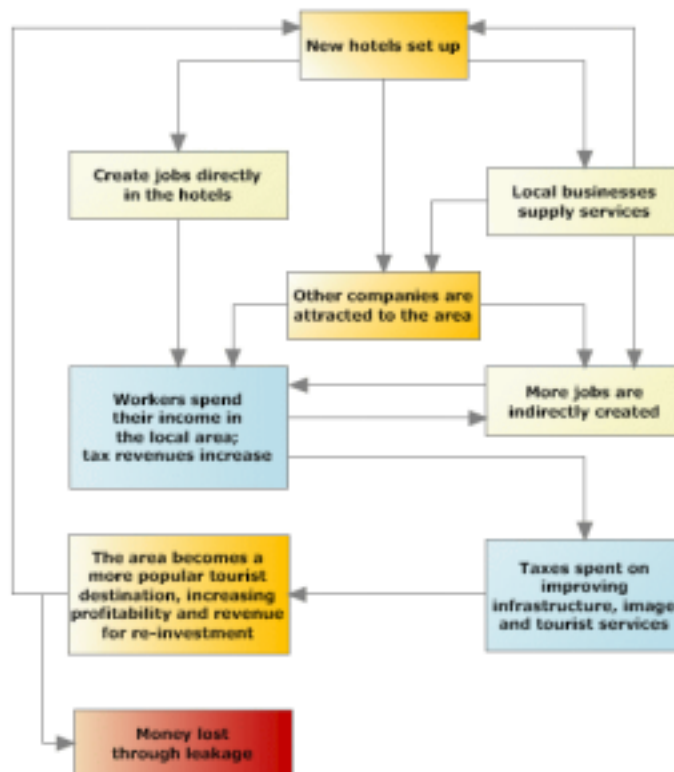 New hotels set up
Create jobs directly
in the hotels
Local businesses
supply services
Other companies are
attracted to the area
Workers spend
their income in
the local area;
tax revenues increase
More jobs are
indirectly created
The area becomes a
more popular tourist
destination, increasing
profitability and revenue
for re-investment
Taxes spent on
improving
infrastructure, image
and tourist services
Money lost
through leakage